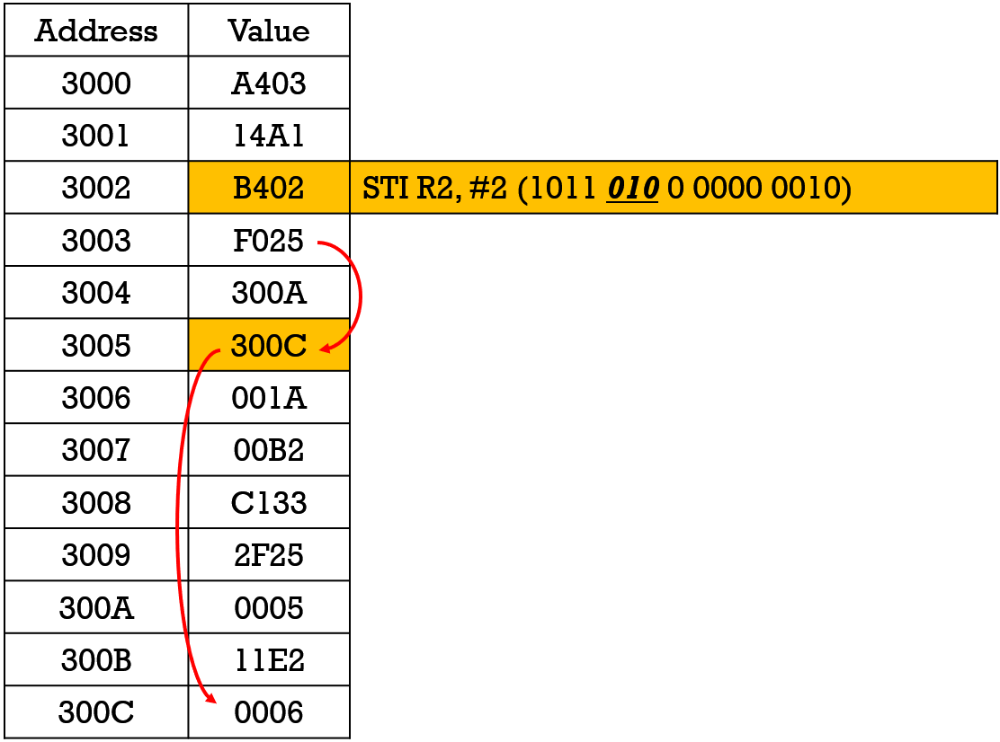 Address Value
3000 A403
3001 14A1
3002 B402 STI R2, #2 (1011 010 0 0000 0010)
3003 F025
3004 300A
3005 300C
3006 001A
3007 00B2
3008 C133
3009 2F25
300A 0005
300B 11E2
300C 0006